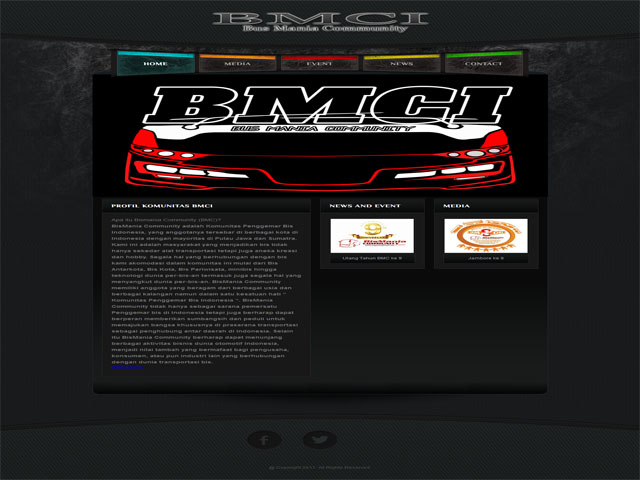 BMCI
Bus Mania Community
HOME
MEDIA
EVENT
NEWS
CONTACT
BMCI
BUS MANIA COMMUNITY
PROFIL KOMUNITAS BMCI
Apa itu Bismania Community (BMC)?
BisMania Community adalah Komunitas Penggemar Bis
Indonesia, yang anggotanya tersebar di berbagai kota di
Indonesia dengan mayoritas di Pulau Jawa dan Sumatra.
Kami ini adalah masyarakat yang menjadikan bis tidak
hanya sebatas alat transportasi tetapi juga aneka kreasi
dan hobby. Segala hal yang berhubungan dengan bis
kami akomodasi dalam komunitas ini mulai dari Bis
Antarkota, Bis Kota, Bis Pariwisata, minibis hingga
teknologi dunia per-bis-an termasuk juga segala hal yang
menyangkut dunia per-bis-an. BisMania Community
memiliki anggota yang beragam dari berbagai usia dan
berbagai kalangan namun dalam satu kesatuan hati "
Komunitas Penggemar Bis Indonesia ". BisMania
Community tidak hanya sebagai sarana pemersatu
Penggemar bis di Indonesia tetapi juga berharap dapat
berperan memberikan sumbangsih dan peduli untuk
memajukan bangsa khususnya di prasarana transportasi
sebagai penghubung antar daerah di Indonesia. Selain
itu BisMania Community berharap dapat menunjang
berbagai aktivitas bisnis dunia otomotif Indonesia,
menjadi nilai tambah yang bermafaat bagi pengusaha,
konsumen, atau pun industri lain yang berhubungan
dengan dunia transportasi bis.
NEWS AND EVENT
9
BisMania
Community
Ulang Tahun BMC ke 9
MEDIA
Jamkore ke 8
@ Copyright 2017. All Rights Reserved